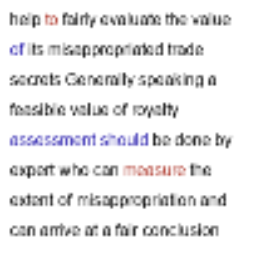 help to fairly evaluate the value
of its misappropriated trade
secrets Generally speaking a
feasible value of royalty
assessment should be done by
expert who can measure the
extent of misappropriation and
can arrive at a fair conclusion